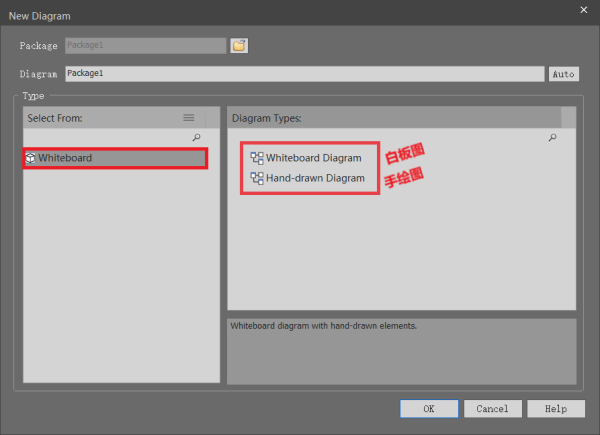 New Diagram
Package Package1
Diagram Package1 Auto
Type
Select From:
Whiteboard
Diagram Types:
Whiteboard Diagram 白板图
Hand-drawn Diagram 手绘图
Whiteboard diagram with hand-drawn elements.
OK Cancel Help